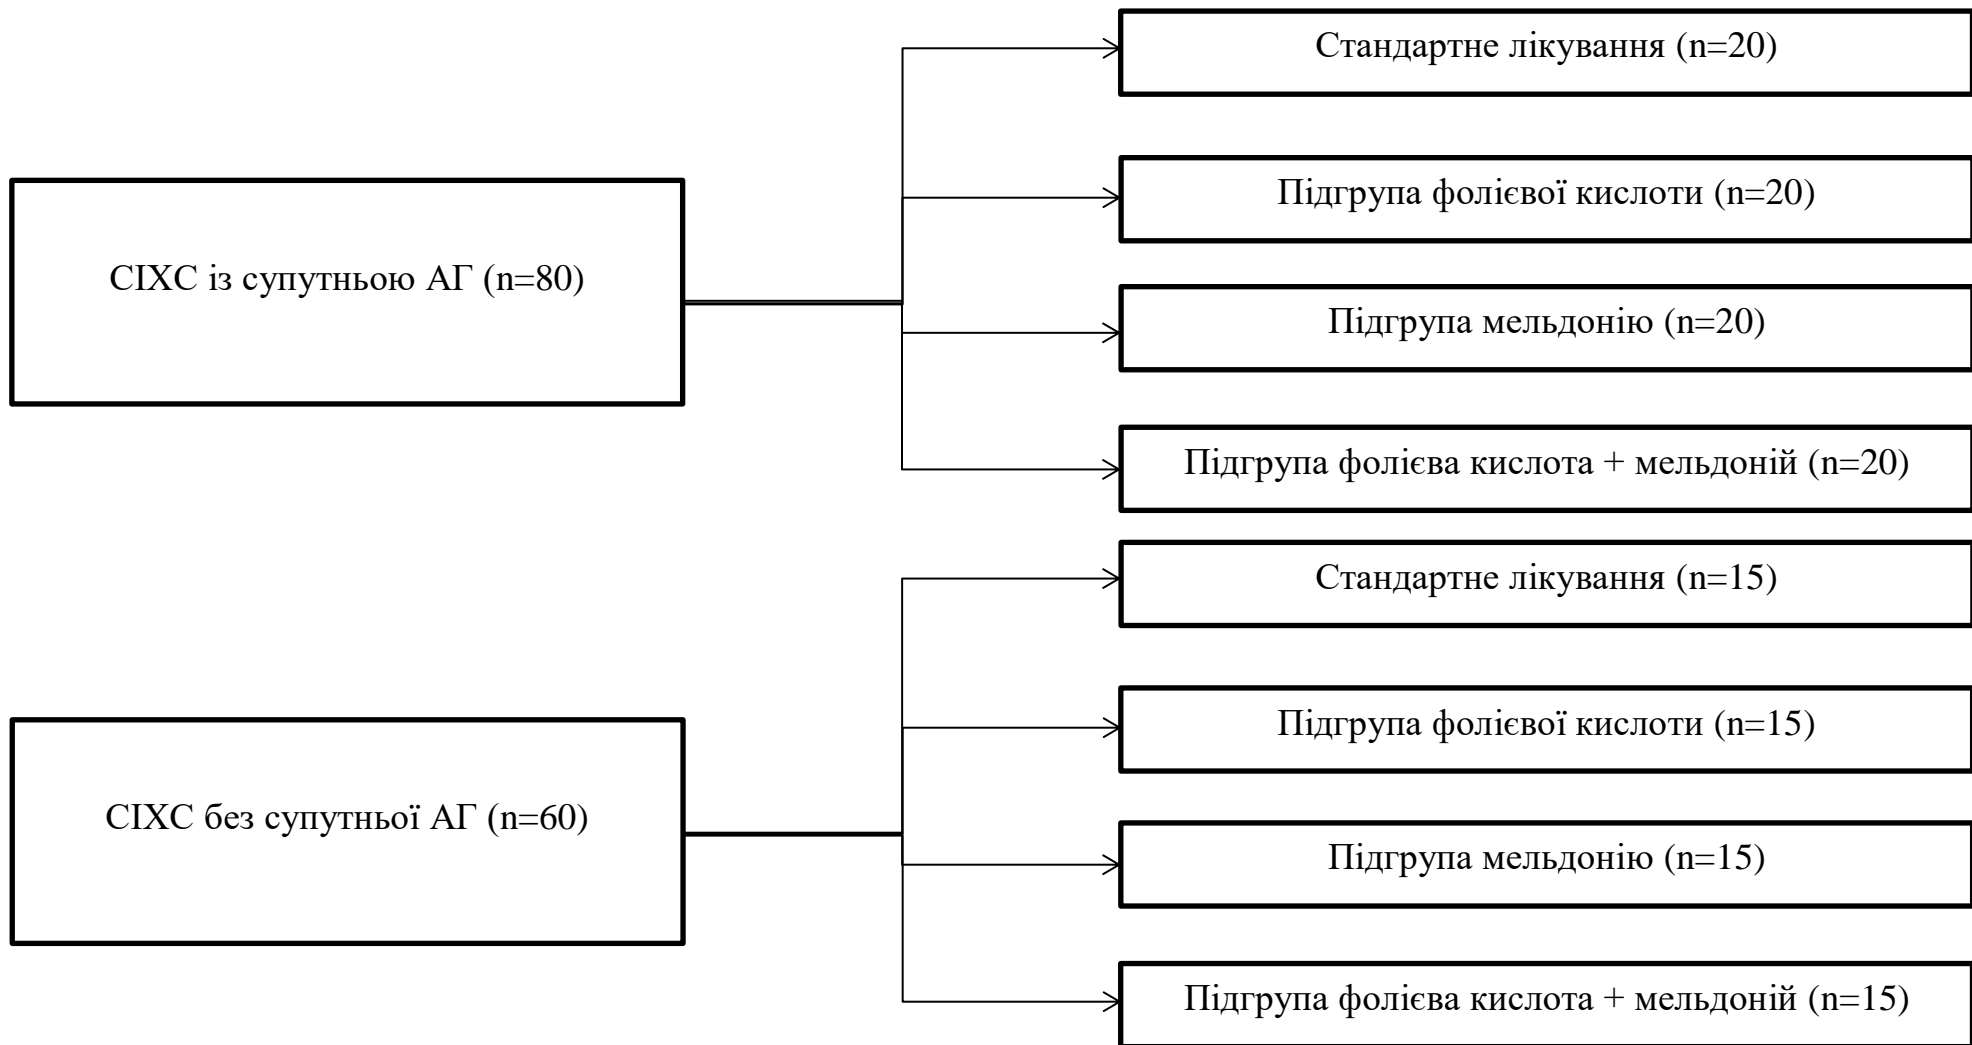 СІХС із супутньою АГ (n=80)
Стандартне лікування (n=20)
Підгрупа фолієвої кислоти (n=20)
Підгрупа мельдонію (n=20)
Підгрупа фолієва кислота + мельдоній (n=20)
СІХС без супутньої АГ (n=60)
Стандартне лікування (n=15)
Підгрупа фолієвої кислоти (n=15)
Підгрупа мельдонію (n=15)
Підгрупа фолієва кислота + мельдоній (n=15)